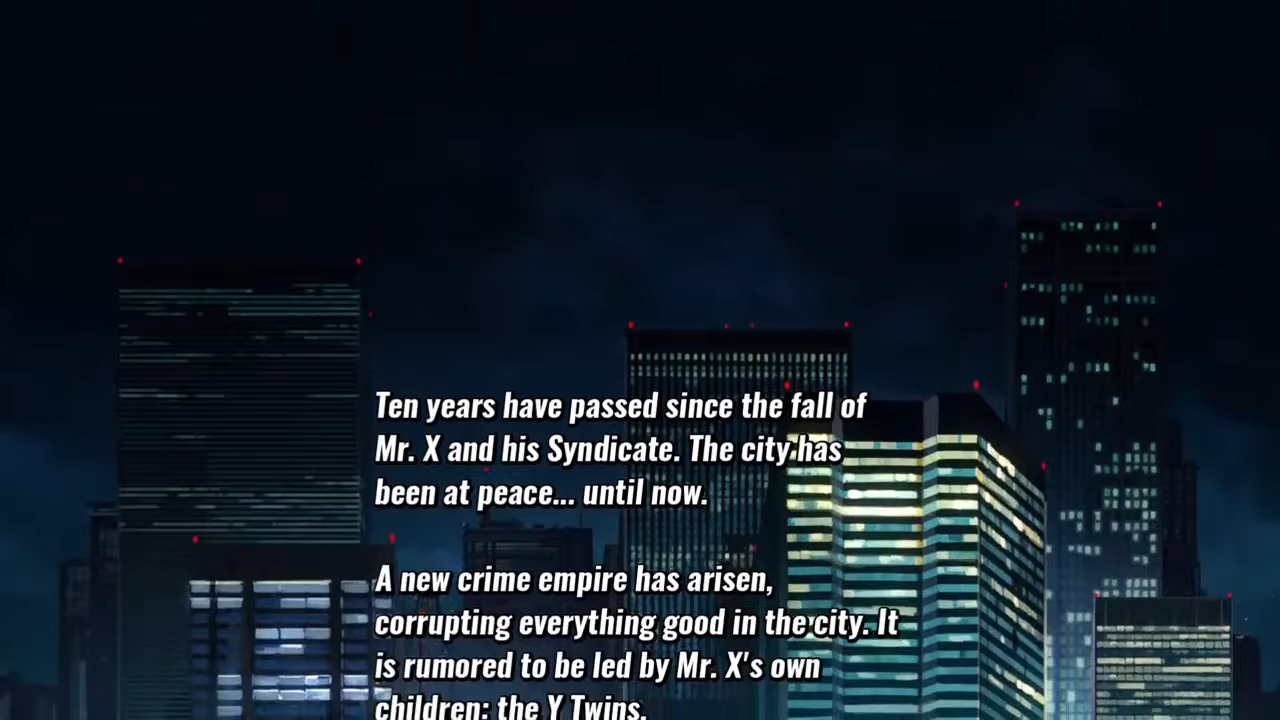 Ten years have passed since the fall of
Mr. X and his Syndicate. The city has
been at peace... until now.
A new crime empire has arisen,
corrupting everything good in the city. It
is rumored to be led by Mr. X's own
children: the Y Twins.